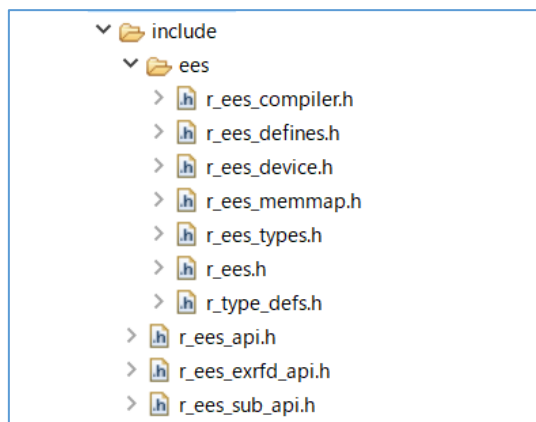 include
ees
.h r_ees_compiler.h
.h r_ees_defines.h
.h r_ees_device.h
.h r_ees_memmap.h
.h r_ees_types.h
.h r_ees.h
.h r_type_defs.h
.h r_ees_api.h
.h r_ees_exrfd_api.h
.h r_ees_sub_api.h